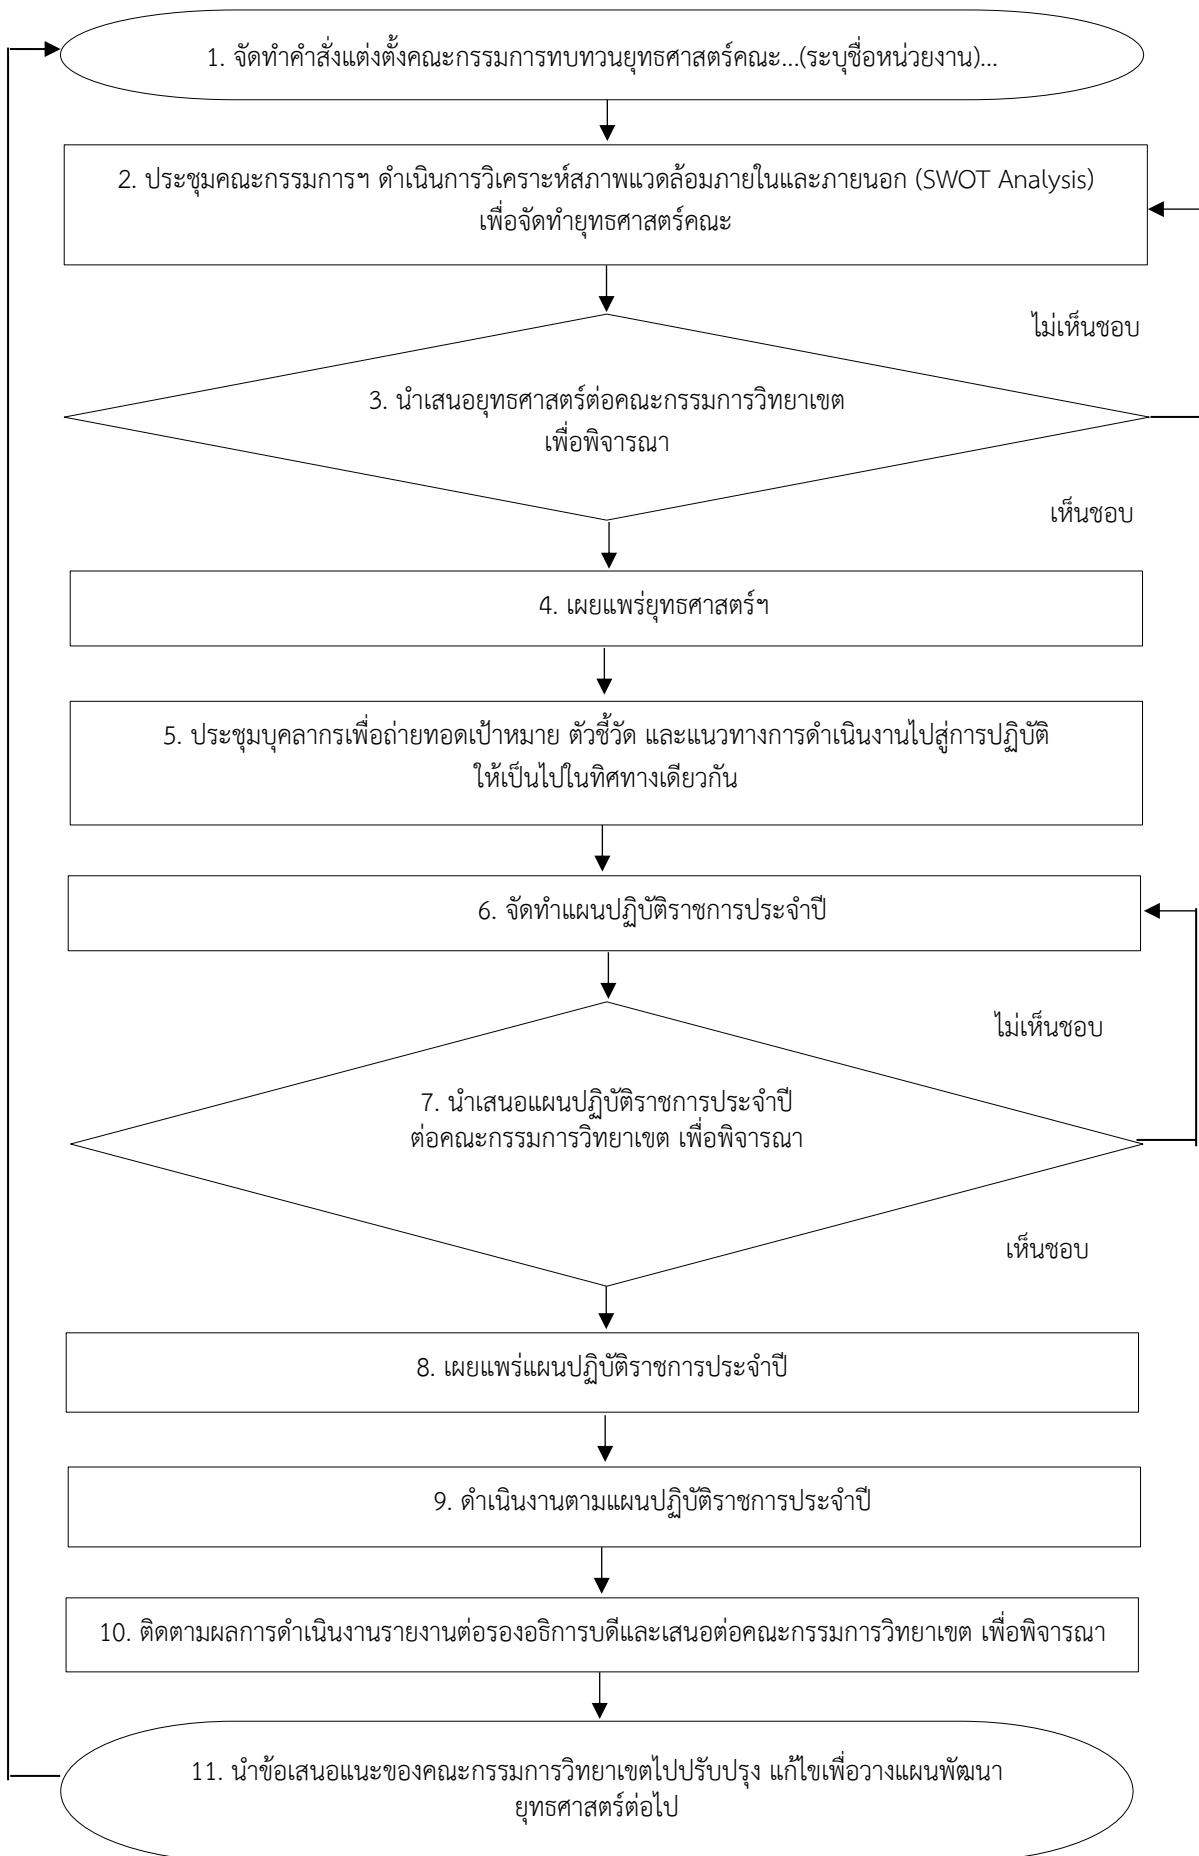 1. จัดทำคำสั่งแต่งตั้งคณะกรรมการทบทวนยุทธศาสตร์คณะ...(ระบุชื่อหน่วยงาน)...
2. ประชุมคณะกรรมการฯ ดำเนินการวิเคราะห์สภาพแวดล้อมภายในและภายนอก (SWOT Analysis)
เพื่อจัดทำยุทธศาสตร์คณะ
ไม่เห็นชอบ
3. นำเสนอยุทธศาสตร์ต่อคณะกรรมการวิทยาเขต
เพื่อพิจารณา
เห็นชอบ
4. เผยแพร่ยุทธศาสตร์ฯ
5. ประชุมบุคลากรเพื่อถ่ายทอดเป้าหมาย ตัวชี้วัด และแนวทางการดำเนินงานไปสู่การปฏิบัติ
ให้เป็นไปในทิศทางเดียวกัน
6. จัดทำแผนปฏิบัติราชการประจำปี
ไม่เห็นชอบ
7. นำเสนอแผนปฏิบัติราชการประจำปี
ต่อคณะกรรมการวิทยาเขต เพื่อพิจารณา
เห็นชอบ
8. เผยแพร่แผนปฏิบัติราชการประจำปี
9. ดำเนินงานตามแผนปฏิบัติราชการประจำปี
10. ติดตามผลการดำเนินงานรายงานต่อรองอธิการบดีและเสนอต่อคณะกรรมการวิทยาเขต เพื่อพิจารณา
11. นำข้อเสนอแนะของคณะกรรมการวิทยาเขตไปปรับปรุง แก้ไขเพื่อวางแผนพัฒนา
ยุทธศาสตร์ต่อไป